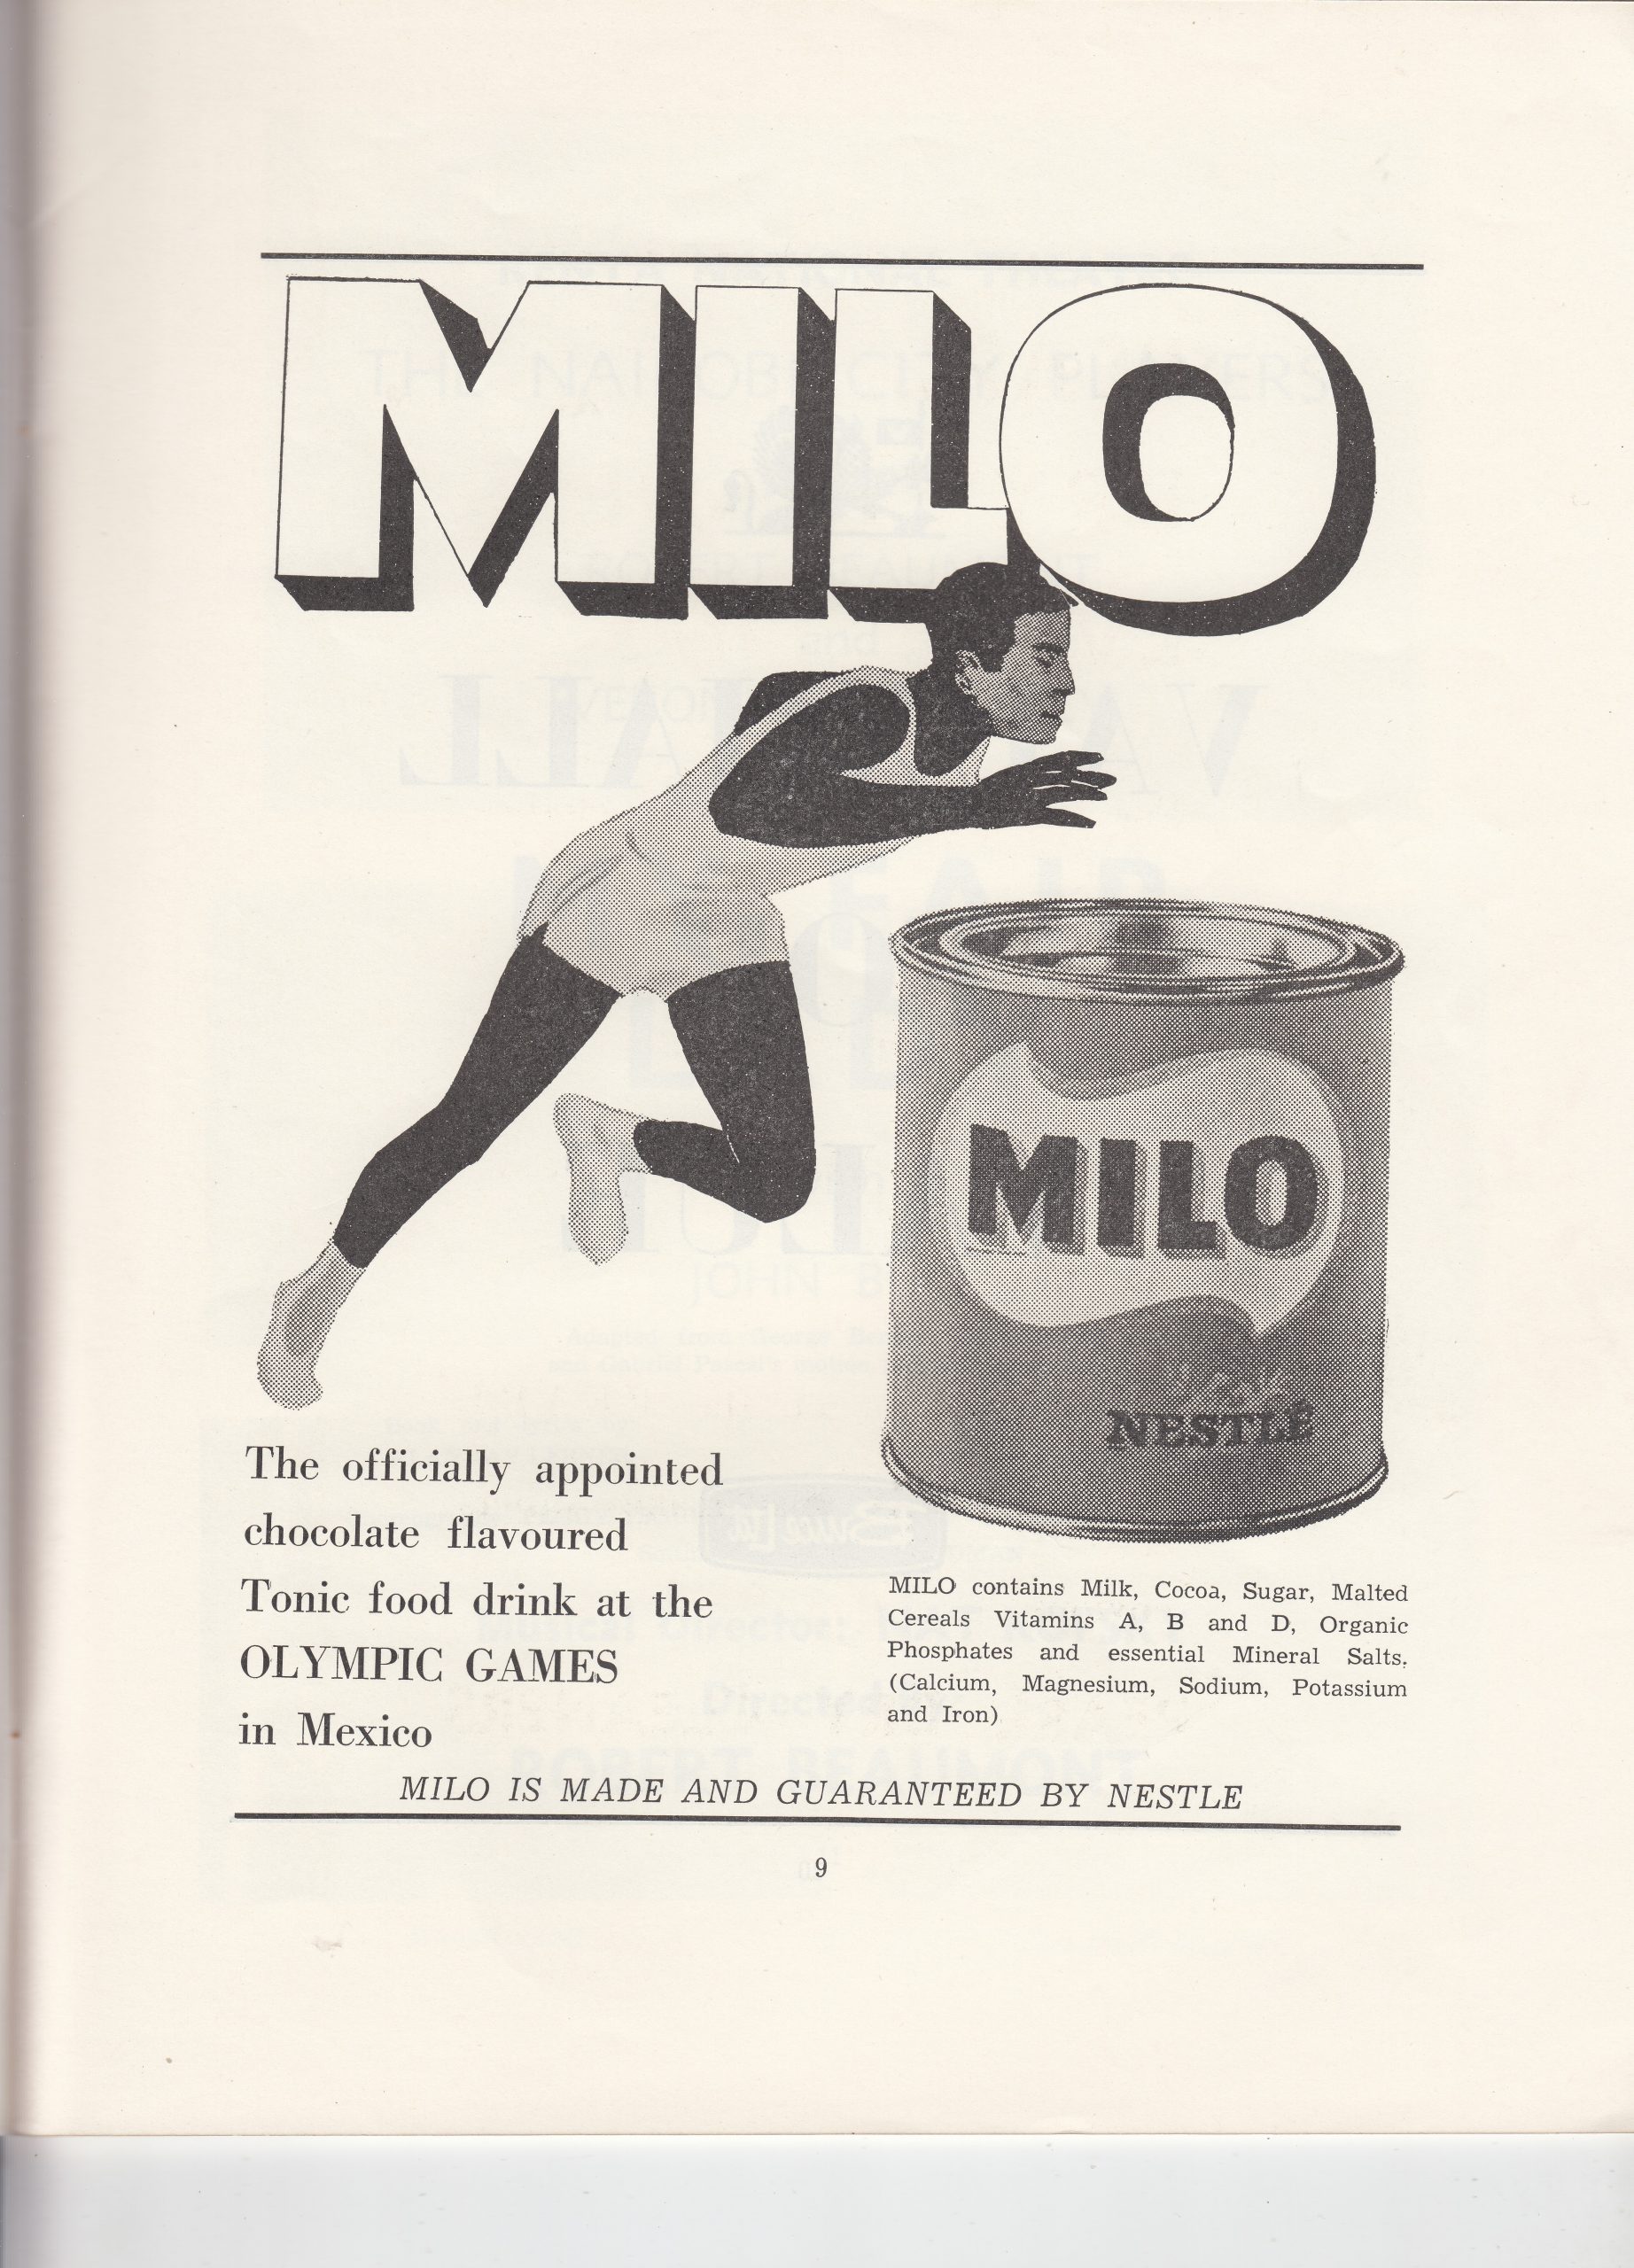 MILO
MILO
NESTLÉ
The officially appointed
chocolate flavoured
Tonic food drink at the
OLYMPIC GAMES
in Mexico
MILO contains Milk, Cocoa, Sugar, Malted
Cereals Vitamins A, B and D, Organic
Phosphates and essential Mineral Salts.
(Calcium, Magnesium, Sodium, Potassium
and Iron)
MILO IS MADE AND GUARANTEED BY NESTLE
9